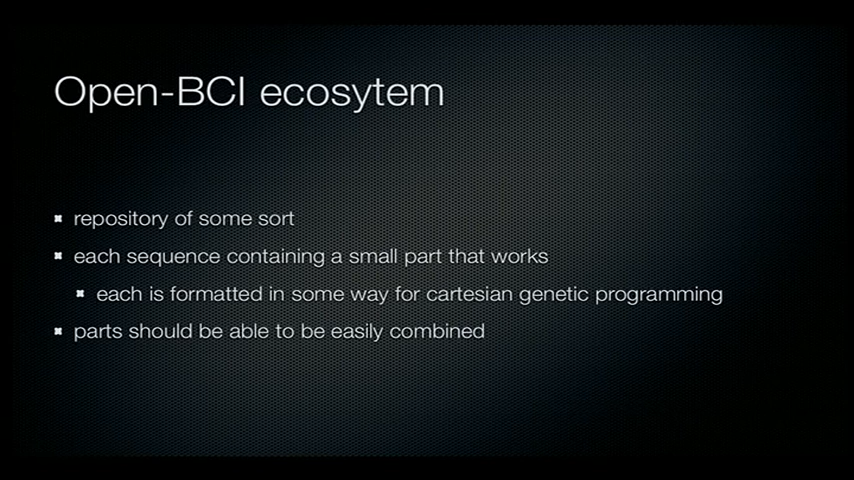 Open-BCI ecosytem
repository of some sort
each sequence containing a small part that works
each is formatted in some way for cartesian genetic programming
parts should be able to be easily combined